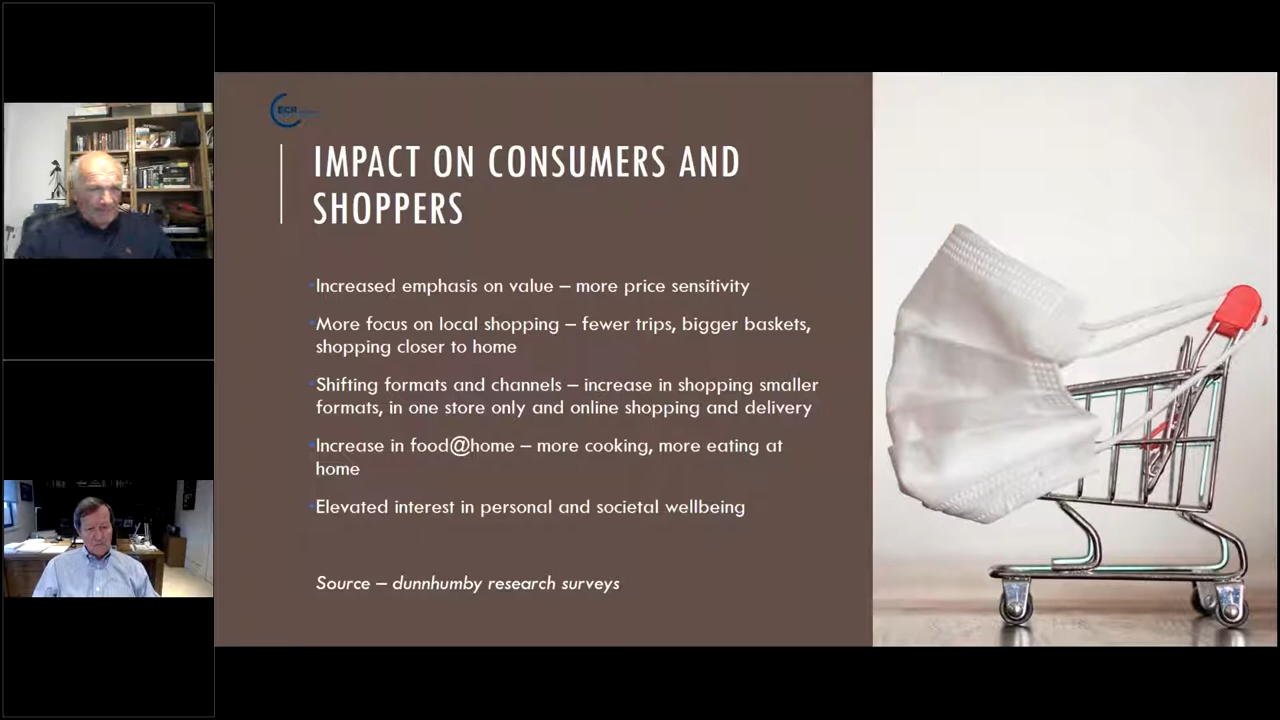 ECR
IMPACT ON CONSUMERS AND
SHOPPERS
Increased emphasis on value – more price sensitivity
More focus on local shopping – fewer trips, bigger baskets,
shopping closer to home
Shifting formats and channels – increase in shopping smaller
formats, in one store only and online shopping and delivery
Increase in food@home – more cooking, more eating at
home
Elevated interest in personal and societal wellbeing
Source – dunnhumby research surveys